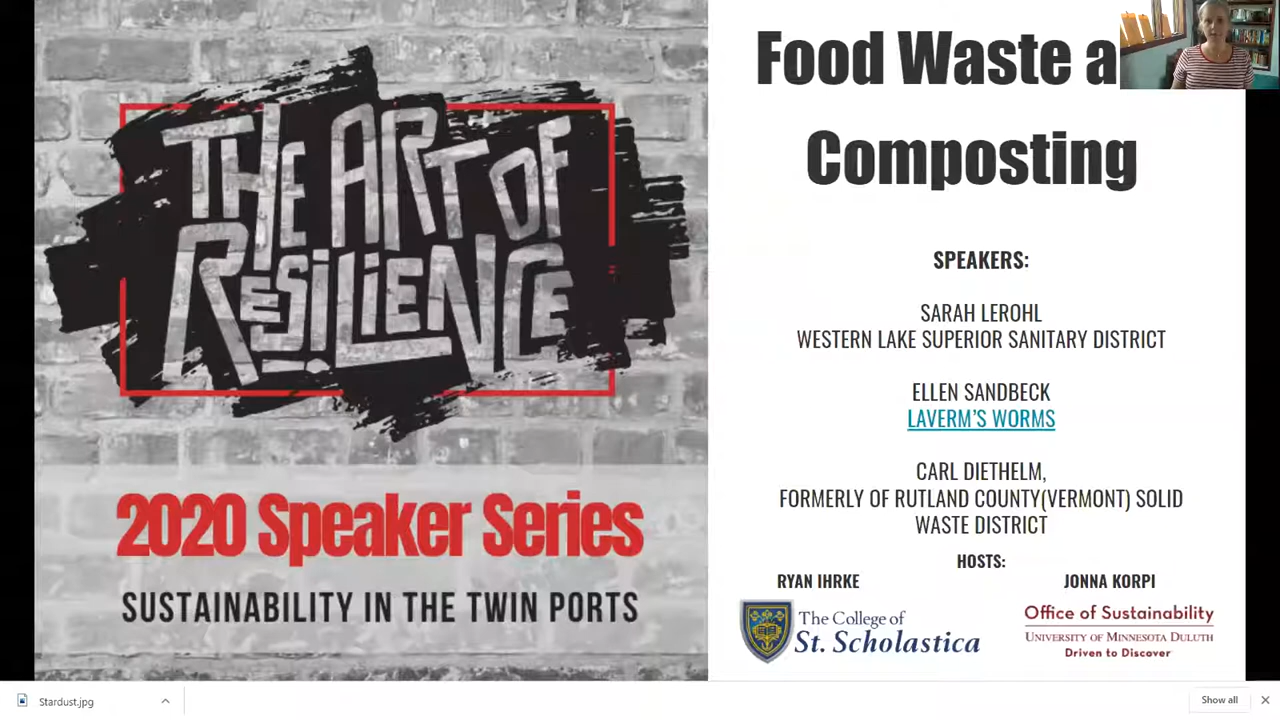 THE ART OF
RESILIENCE
2020 Speaker Series
SUSTAINABILITY IN THE TWIN PORTS
Food Waste a
Composting
SPEAKERS:
SARAH LEROHL
WESTERN LAKE SUPERIOR SANITARY DISTRICT
ELLEN SANDBECK
LAVERM'S WORMS
CARL DIETHELM,
FORMERLY OF RUTLAND COUNTY(VERMONT) SOLID
WASTE DISTRICT
HOSTS:
RYAN IHRKE
The College of
St. Scholastica
JONNA KORPI
Office of Sustainability
UNIVERSITY OF MINNESOTA DULUTH
Driven to Discover
Stardust.jpg
Show all